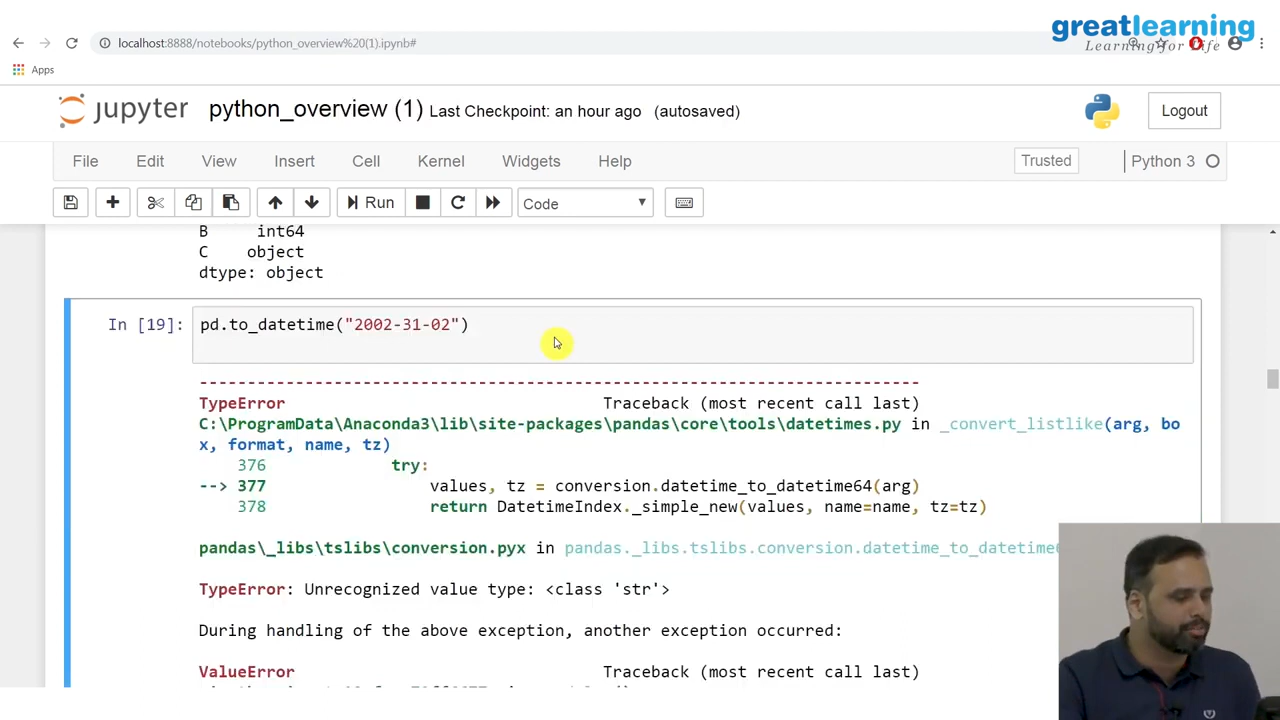 greatlearning
Learning for Life
localhost:8888/notebooks/python_overview%20(1).ipynb#
Apps
jupyter python_overview (1) Last Checkpoint: an hour ago (autosaved)
Logout
File Edit View Insert Cell Kernel Widgets Help
Trusted
Python 3
Run
Code
B int64
C object
dtype: object
In [19]: pd.to_datetime("2002-31-02")
---------------------------------------------------------------------------
TypeError Traceback (most recent call last)
C:\ProgramData\Anaconda3\lib\site-packages\pandas\core\tools\datetimes.py in _convert_listlike(arg, bo
x, format, name, tz)
376 try:
--> 377 values, tz = conversion.datetime_to_datetime64(arg)
378 return DatetimeIndex._simple_new(values, name=name, tz=tz)
pandas\_libs\tslibs\conversion.pyx in pandas._libs.tslibs.conversion.datetime_to_datetime
TypeError: Unrecognized value type: <class 'str'>
During handling of the above exception, another exception occurred:
ValueError Traceback (most recent call last)